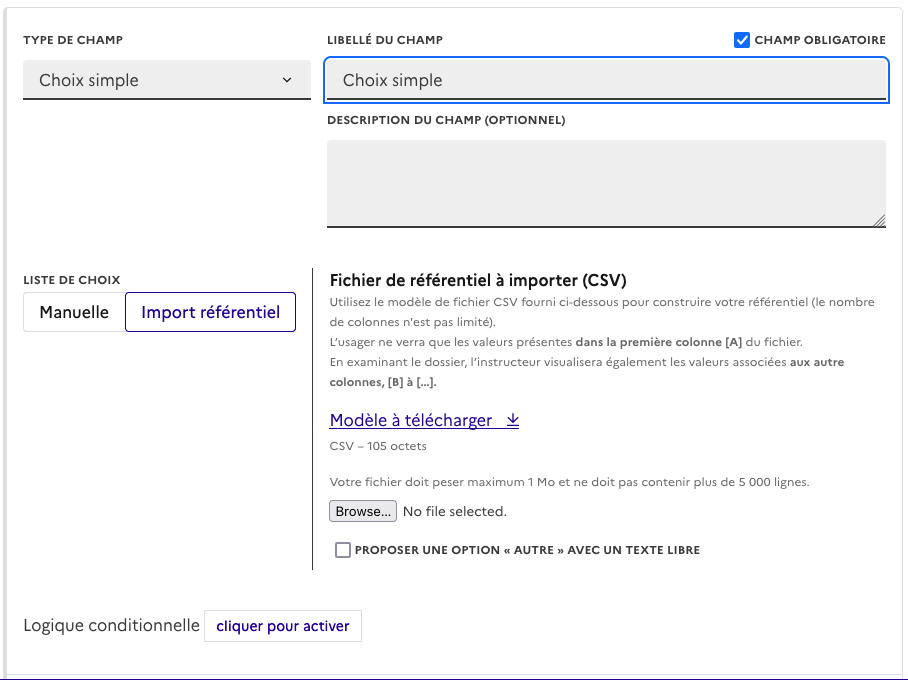 TYPE DE CHAMP
Choix simple
LIBELLÉ DU CHAMP
CHAMP OBLIGATOIRE
Choix simple
DESCRIPTION DU CHAMP (OPTIONNEL)
LISTE DE CHOIX
Manuelle
Import référentiel
Fichier de référentiel à importer (CSV)
Utilisez le modèle de fichier CSV fourni ci-dessous pour construire votre référentiel (le nombre
de colonnes n'est pas limité).
L'usager ne verra que les valeurs présentes dans la première colonne [A] du fichier.
En examinant le dossier, l'instructeur visualisera également les valeurs associées aux autre
colonnes, [B] à [...].
Modèle à télécharger
CSV – 105 octets
Votre fichier doit peser maximum 1 Mo et ne doit pas contenir plus de 5 000 lignes.
Browse... No file selected.
PROPOSER UNE OPTION « AUTRE » AVEC UN TEXTE LIBRE
Logique conditionnelle cliquer pour activer